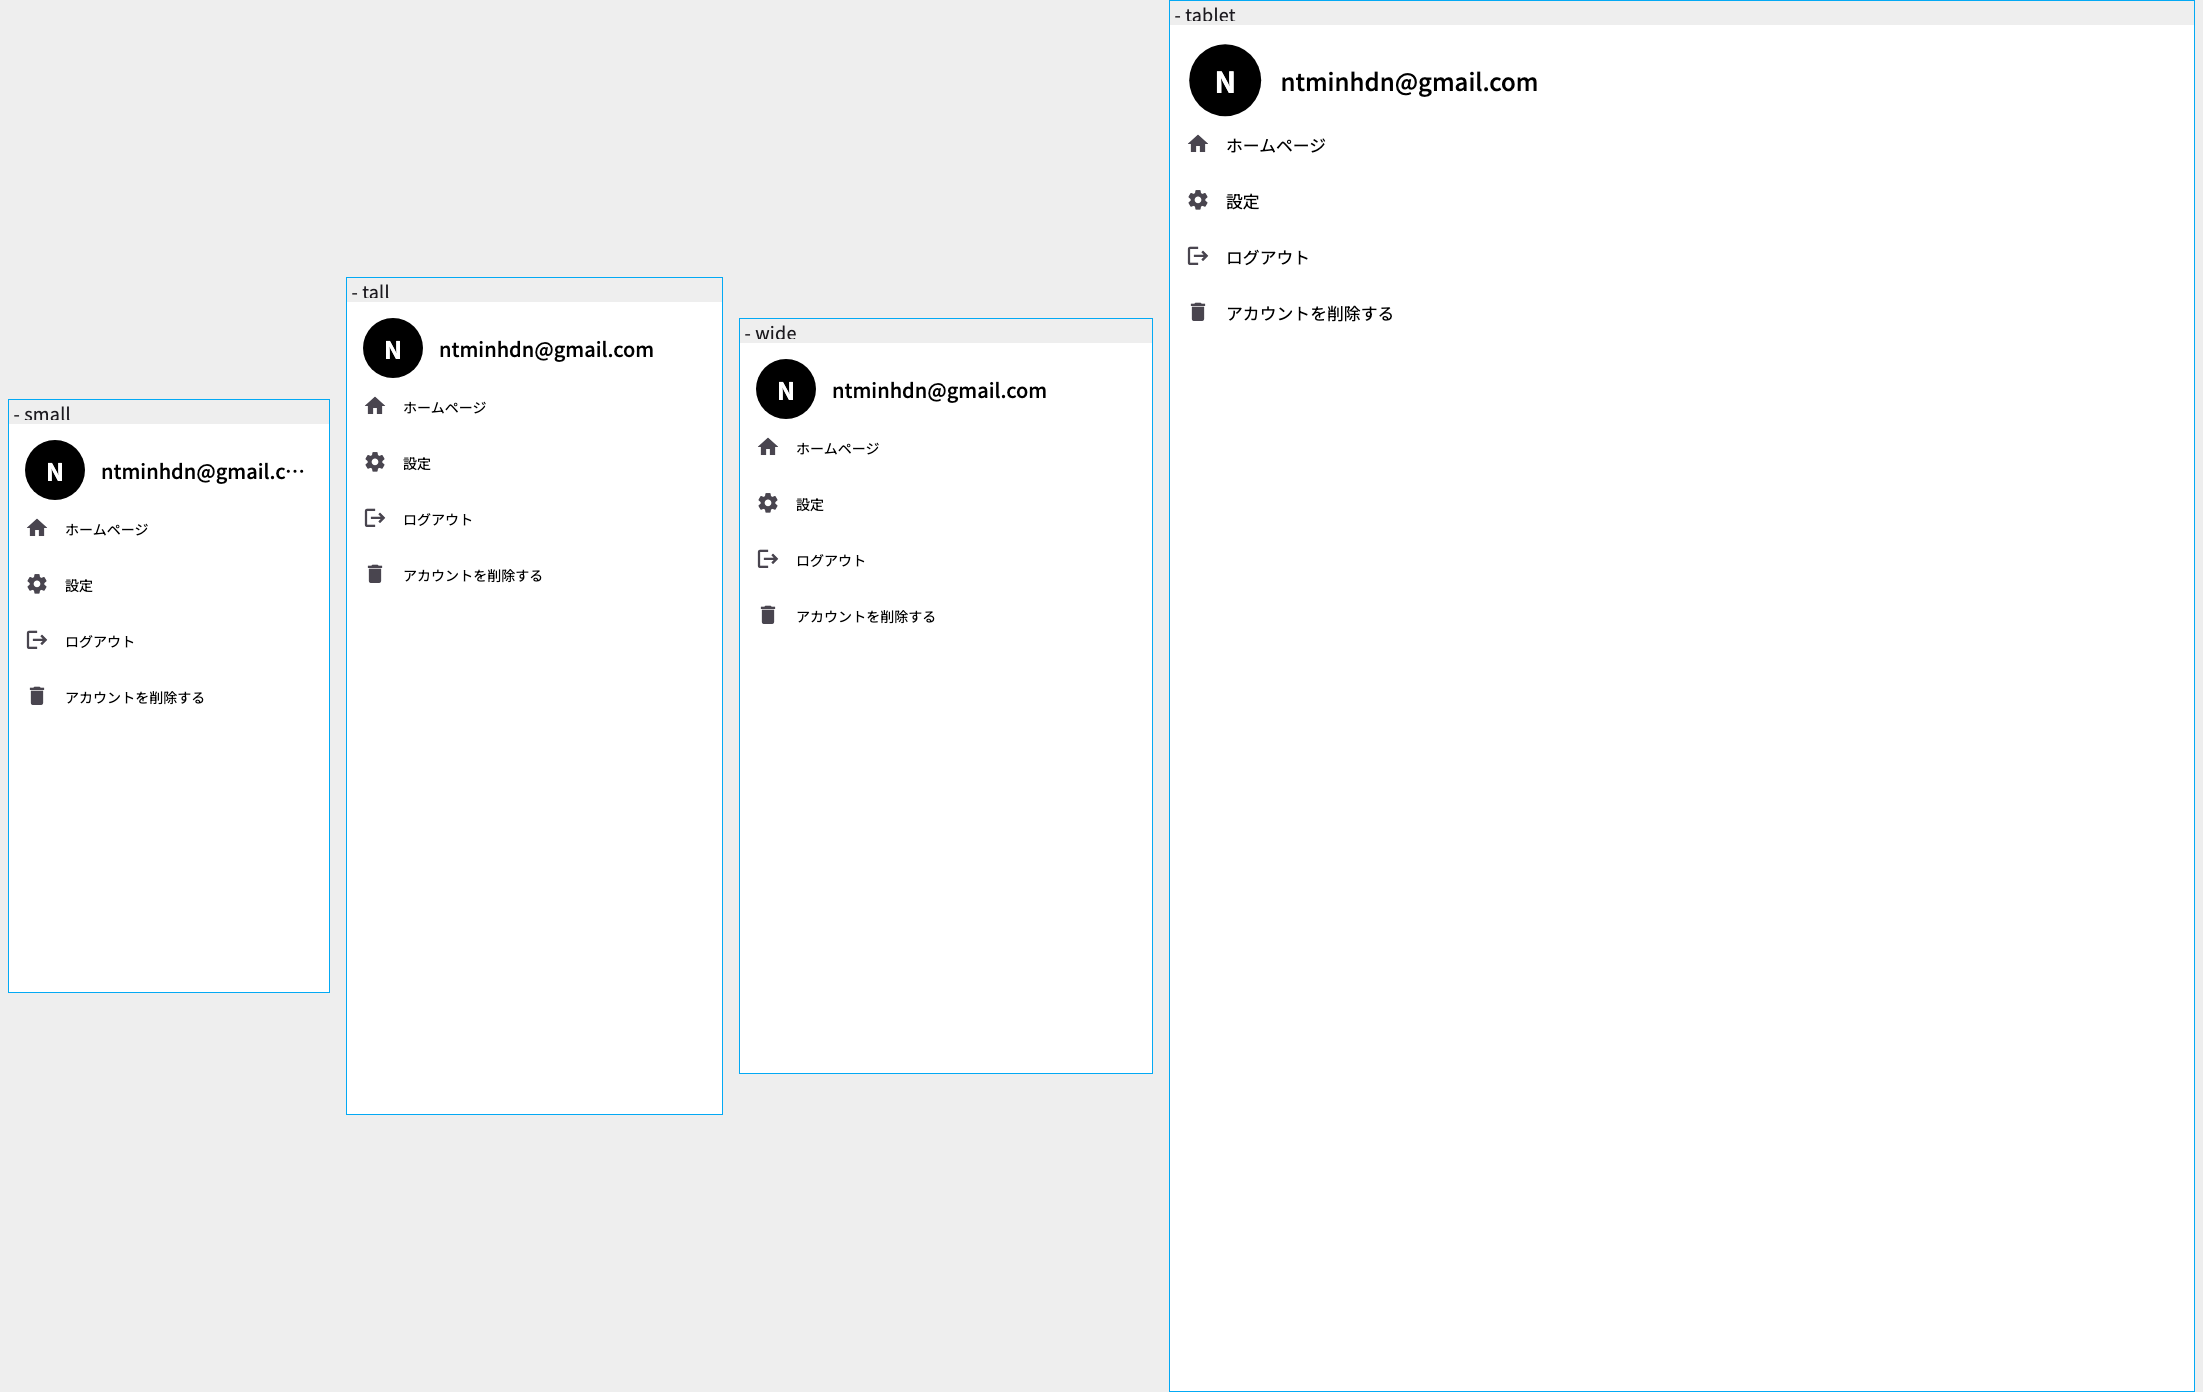 - small
N
ntminhdn@gmail.c…
ホームページ
設定
ログアウト
アカウントを削除する
- tall
N
ntminhdn@gmail.com
ホームページ
設定
ログアウト
アカウントを削除する
- wide
N
ntminhdn@gmail.com
ホームページ
設定
ログアウト
アカウントを削除する
- tablet
N
ntminhdn@gmail.com
ホームページ
設定
ログアウト
アカウントを削除する